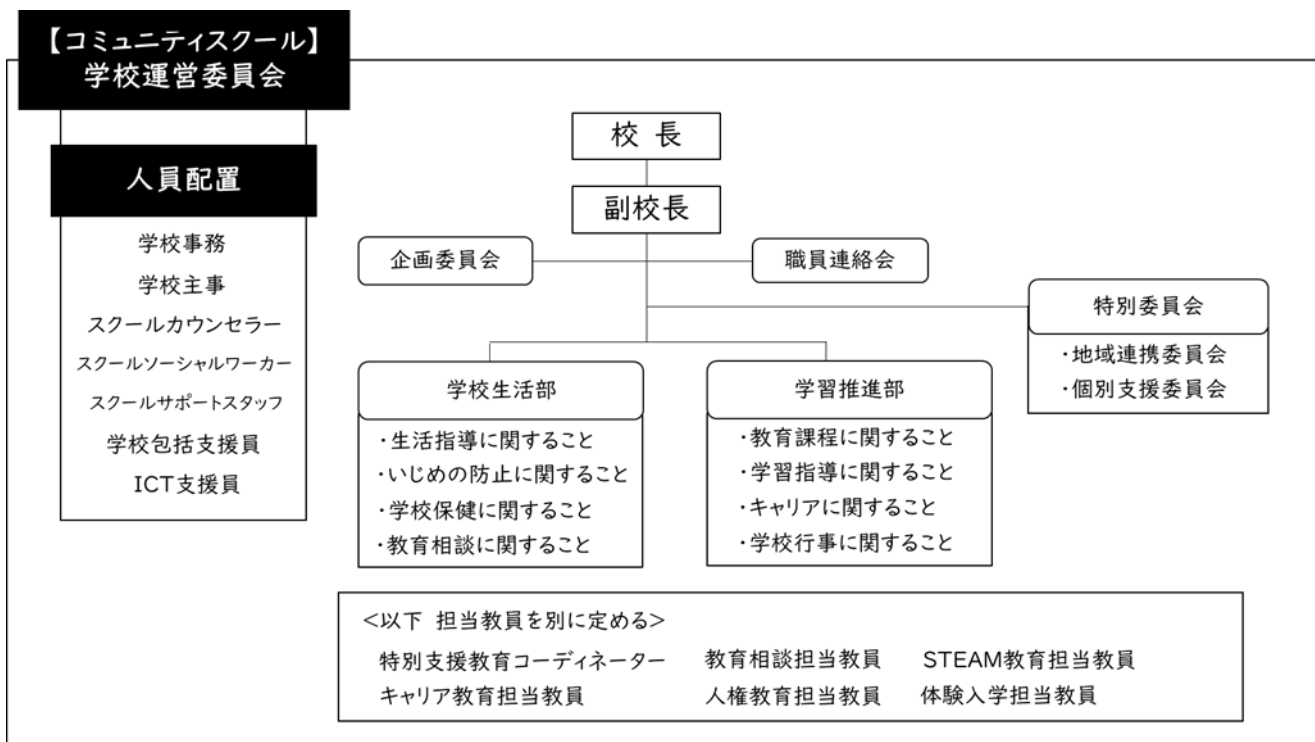 【コミュニティスクール】
学校運営委員会
人員配置
学校事務
学校主事
スクールカウンセラー
スクールソーシャルワーカー
スクールサポートスタッフ
学校包括支援員
ICT支援員
校 長
副校長
企画委員会
職員連絡会
特別委員会
・地域連携委員会
・個別支援委員会
学校生活部
・生活指導に関すること
・いじめの防止に関すること
・学校保健に関すること
・教育相談に関すること
学習推進部
・教育課程に関すること
・学習指導に関すること
・キャリアに関すること
・学校行事に関すること
<以下 担当教員を別に定める>
特別支援教育コーディネーター 教育相談担当教員 STEAM教育担当教員
キャリア教育担当教員 人権教育担当教員 体験入学担当教員